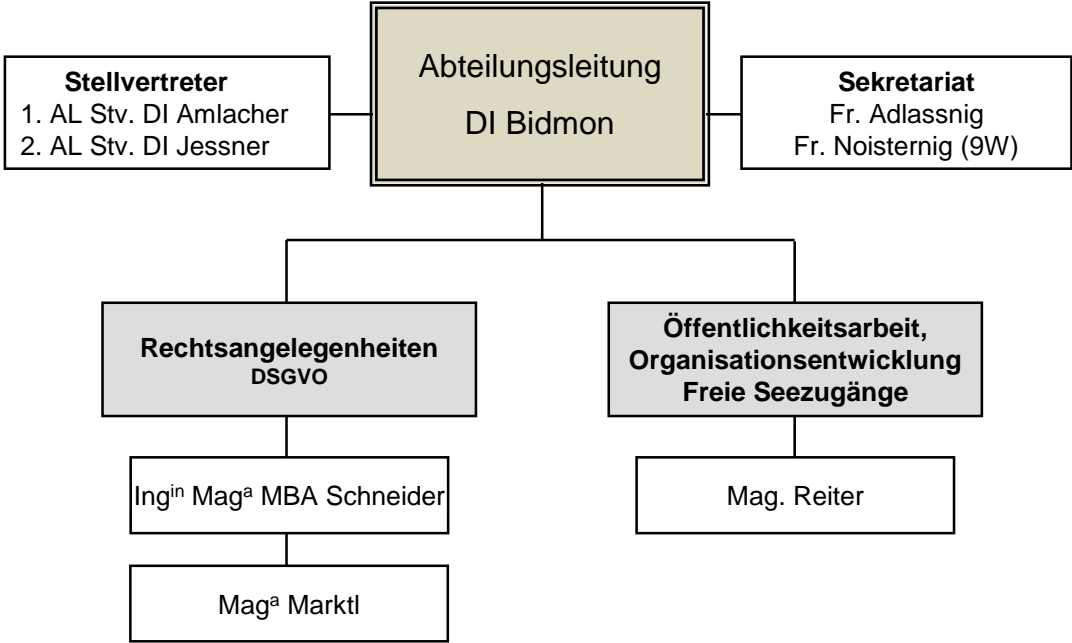 Abteilungsleitung
DI Bidmon
Stellvertreter
1. AL Stv. DI Amlacher
2. AL Stv. DI Jessner
Sekretariat
Fr. Adlassnig
Fr. Noisternig (9W)
Rechtsangelegenheiten
DSGVO
Öffentlichkeitsarbeit,
Organisationsentwicklung
Freie Seezugänge
Ingⁱⁿ Magᵃ MBA Schneider
Mag. Reiter
Magᵃ Marktl